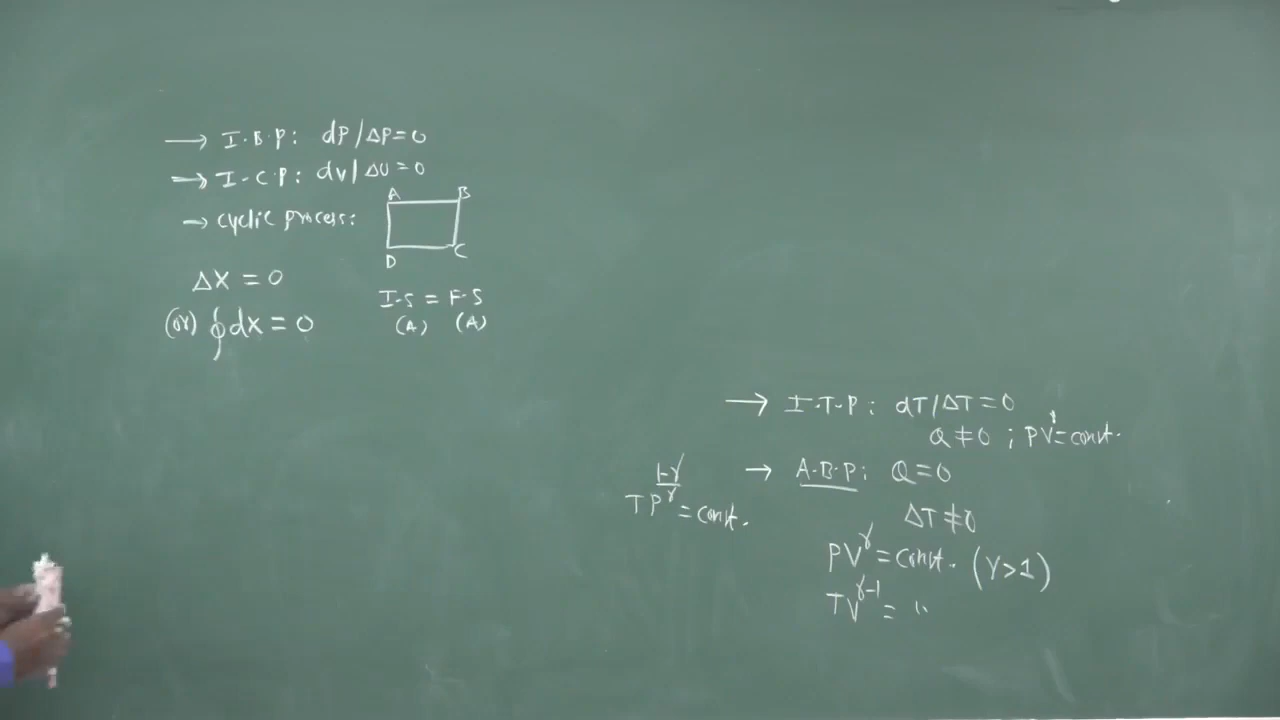 → I.B.P: dP/ΔP=0
→ I.C.P: dv/ΔU=0
→ cyclic process:
A B
D C
ΔX = 0
I.S = F.S
(A) (A)
(or) ∮dX = 0
→ I.T.P: dT/ΔT=0
Q≠0 ; PV^γ=const.
→ A.B.P: Q=0
TP^(1-γ)/γ = const.
ΔT≠0
PV^γ = const. (γ>1)
TV^γ-1 = "